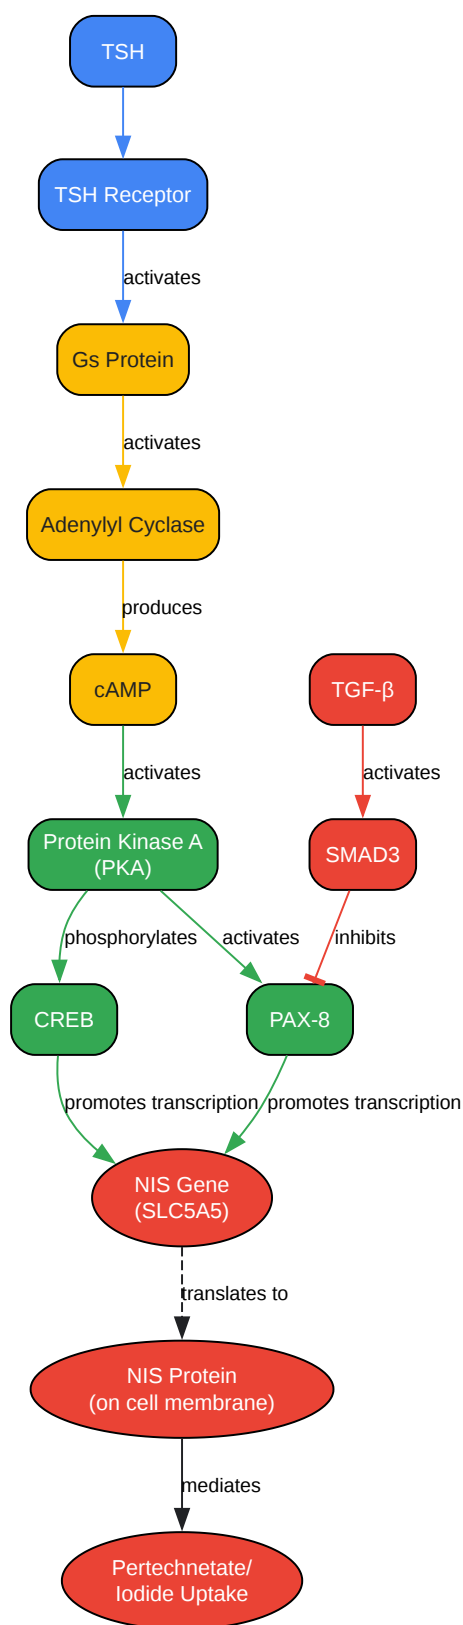 TSH
TSH Receptor
activates
Gs Protein
activates
Adenylyl Cyclase
produces
cAMP
TGF-β
activates
activates
Protein Kinase A
(PKA)
SMAD3
phosphorylates
activates
inhibits
CREB
PAX-8
promotes transcription
promotes transcription
NIS Gene
(SLC5A5)
translates to
NIS Protein
(on cell membrane)
mediates
Pertechnetate/
Iodide Uptake